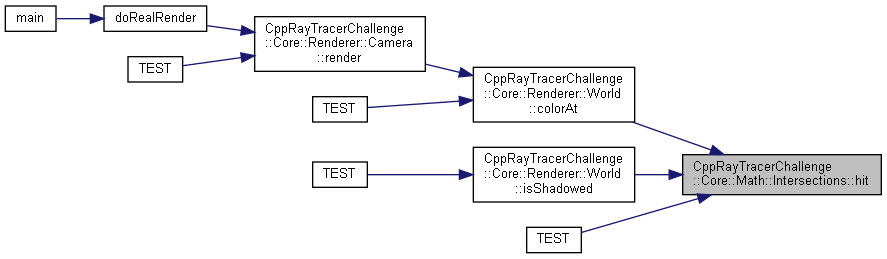 main
doRealRender
CppRayTracerChallenge
::Core::Renderer::Camera
::render
TEST
CppRayTracerChallenge
::Core::Renderer::World
::colorAt
TEST
CppRayTracerChallenge
::Core::Renderer::World
::isShadowed
TEST
CppRayTracerChallenge
::Core::Math::Intersections::hit
TEST